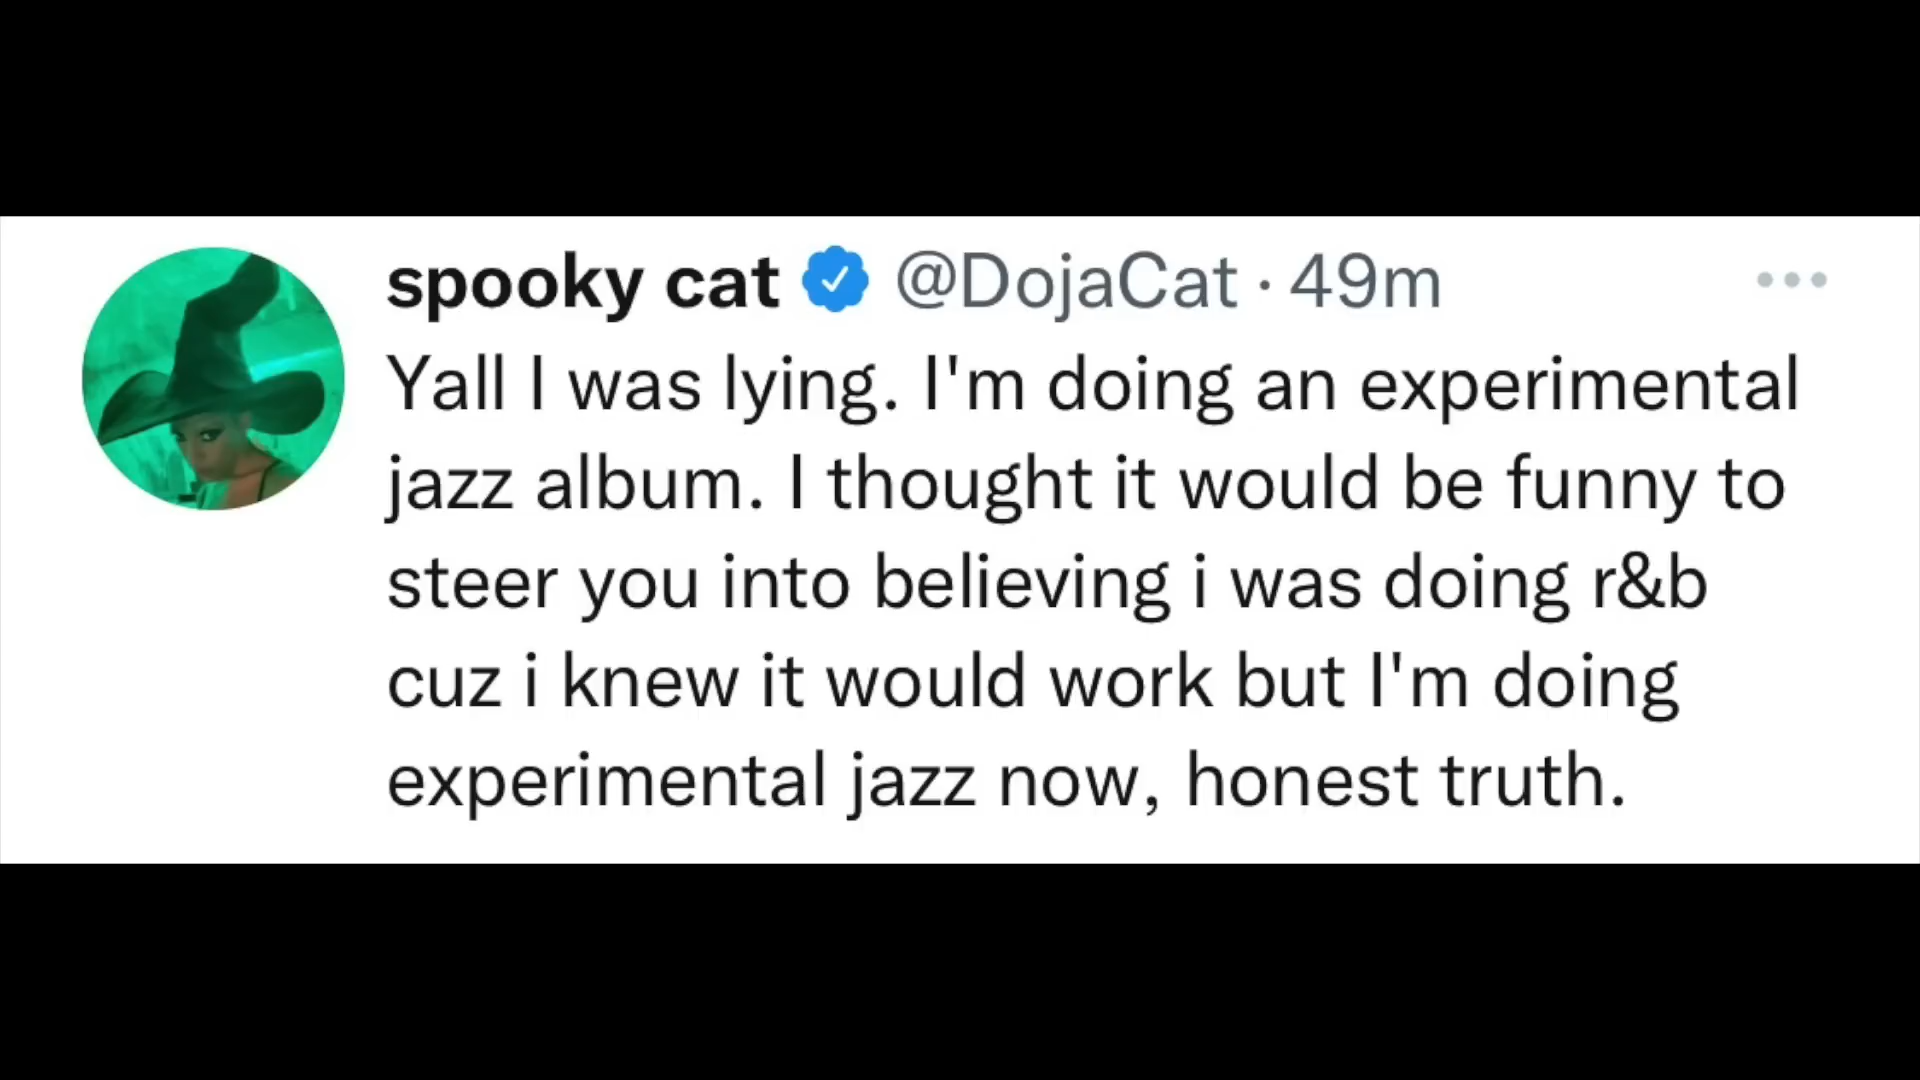 spooky cat @DojaCat · 49m
Yall I was lying. I'm doing an experimental
jazz album. I thought it would be funny to
steer you into believing i was doing r&b
cuz i knew it would work but I'm doing
experimental jazz now, honest truth.